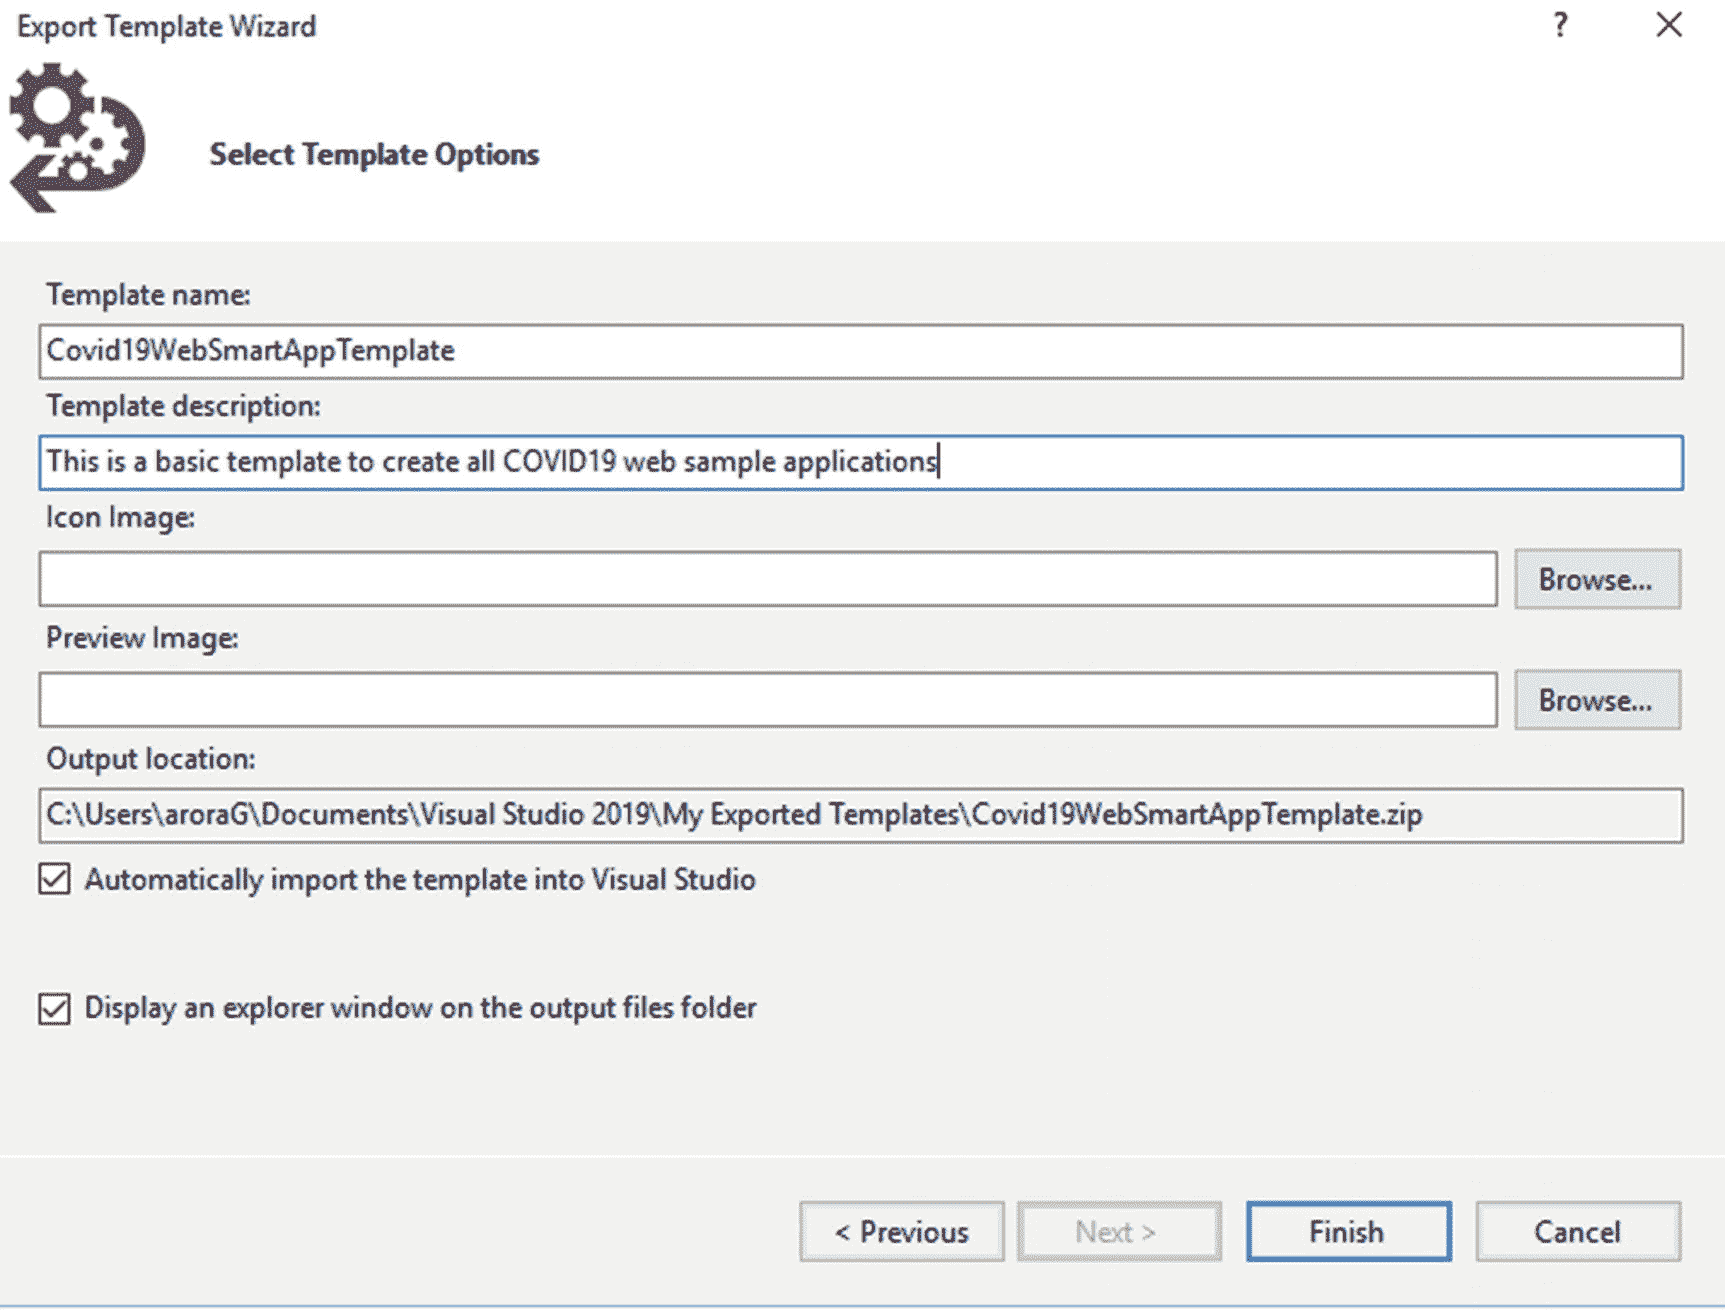 Export Template Wizard
?
Select Template Options
Template name:
Covid19WebSmartAppTemplate
Template description:
This is a basic template to create all COVID19 web sample applications
Icon Image:
Browse...
Preview Image:
Browse...
Output location:
C:\Users\aroraG\Documents\Visual Studio 2019\My Exported Templates\Covid19WebSmartAppTemplate.zip
Automatically import the template into Visual Studio
Display an explorer window on the output files folder
< Previous Next > Finish Cancel